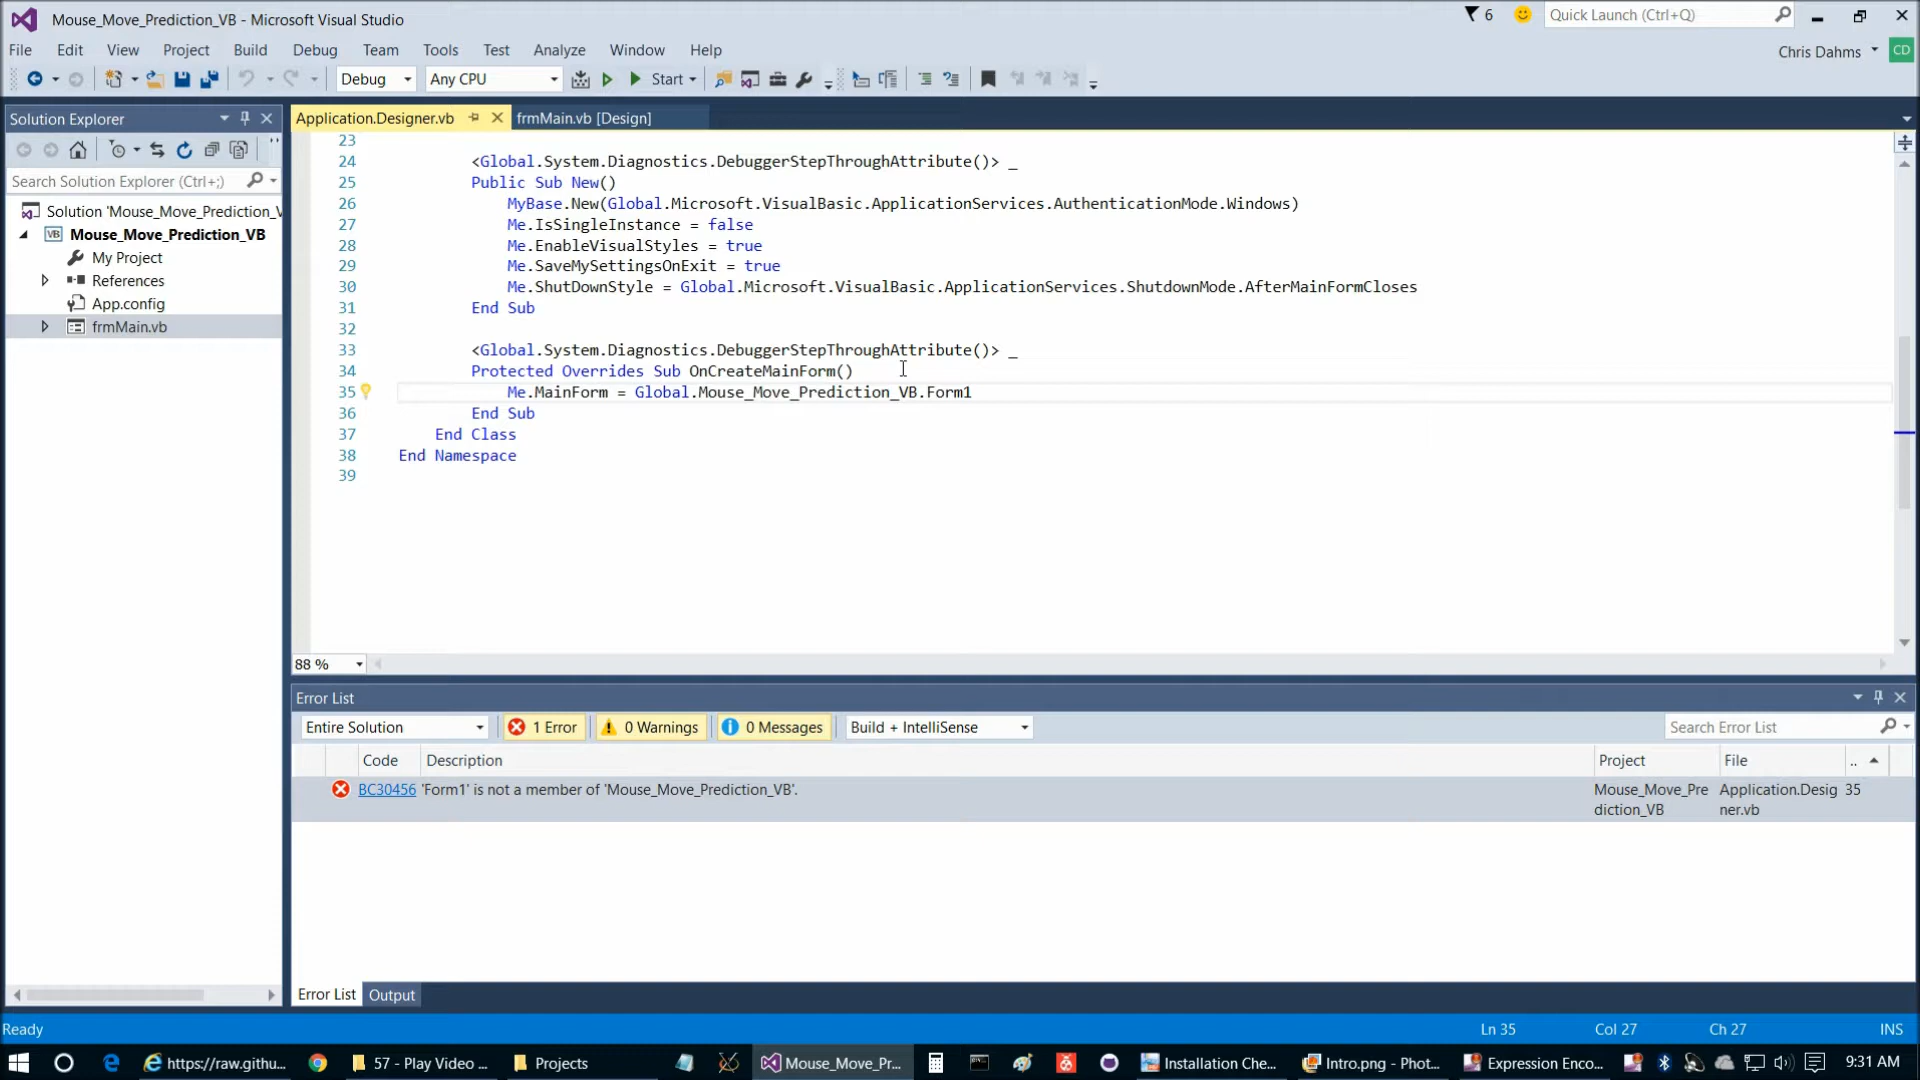 Mouse_Move_Prediction_VB - Microsoft Visual Studio
6
Quick Launch (Ctrl+Q)
File Edit View Project Build Debug Team Tools Test Analyze Window Help
Chris Dahms CD
Debug Any CPU Start
Solution Explorer
Application.Designer.vb
frmMain.vb [Design]
Search Solution Explorer (Ctrl+;)
Solution 'Mouse_Move_Prediction_V
VB Mouse_Move_Prediction_VB
My Project
References
App.config
frmMain.vb
23
24 <Global.System.Diagnostics.DebuggerStepThroughAttribute()> _
25 Public Sub New()
26 MyBase.New(Global.Microsoft.VisualBasic.ApplicationServices.AuthenticationMode.Windows)
27 Me.IsSingleInstance = false
28 Me.EnableVisualStyles = true
29 Me.SaveMySettingsOnExit = true
30 Me.ShutDownStyle = Global.Microsoft.VisualBasic.ApplicationServices.ShutdownMode.AfterMainFormCloses
31 End Sub
32
33 <Global.System.Diagnostics.DebuggerStepThroughAttribute()> _
34 Protected Overrides Sub OnCreateMainForm()
35 Me.MainForm = Global.Mouse_Move_Prediction_VB.Form1
36 End Sub
37 End Class
38 End Namespace
39
88 %
Error List
Entire Solution 1 Error 0 Warnings 0 Messages Build + IntelliSense Search Error List
Code Description Project File ..
BC30456 'Form1' is not a member of 'Mouse_Move_Prediction_VB'. Mouse_Move_Pre Application.Desig 35
diction_VB ner.vb
Error List Output
Ready Ln 35 Col 27 Ch 27 INS
https://raw.githu... 57 - Play Video ... Projects Mouse_Move_Pr... Installation Che... Intro.png - Phot... Expression Enco... 9:31 AM